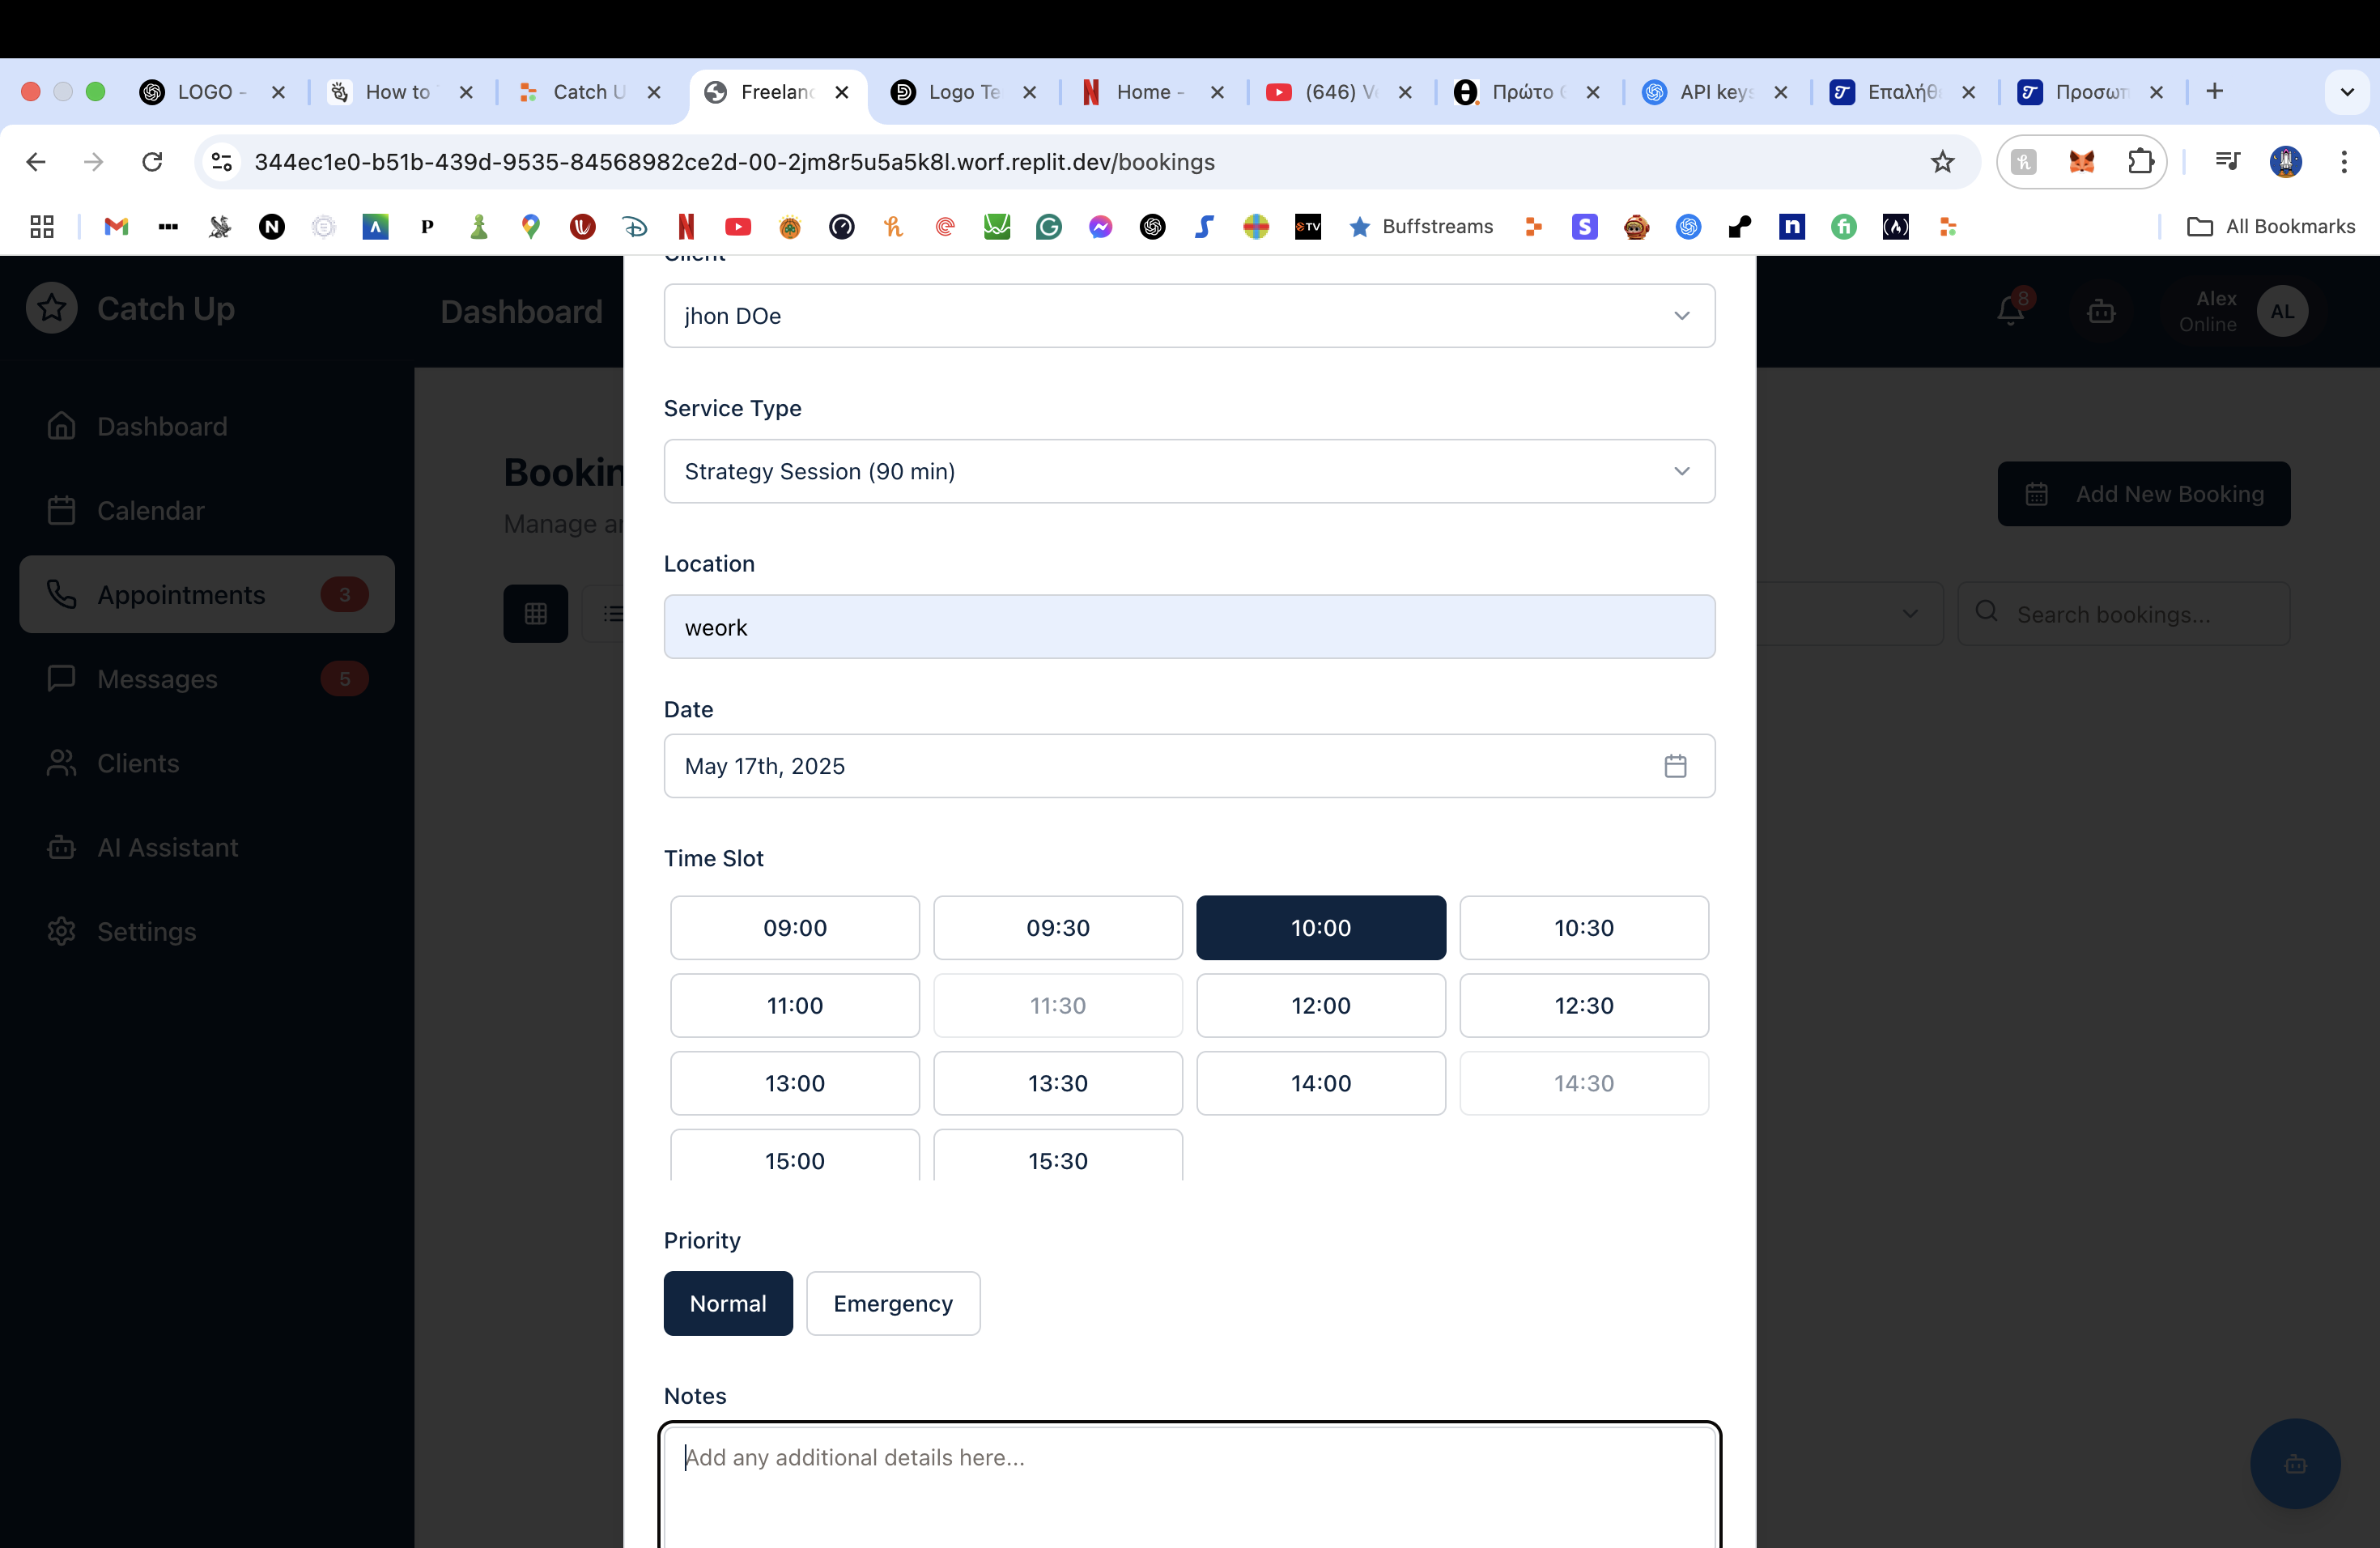 LOGO -
How to
Catch U
Freelanc
Logo Te
Home -
(646) Ve
Πρώτο
API keys
Επαλήθ
Προσωπ
344ec1e0-b51b-439d-9535-84568982ce2d-00-2jm8r5u5a5k8l.worf.replit.dev/bookings
Buffstreams
All Bookmarks
Catch Up
Dashboard
8
Alex
Online
AL
Dashboard
Calendar
Appointments 3
Messages 5
Clients
AI Assistant
Settings
Bookin
Manage ar
Add New Booking
Search bookings...
Client
jhon DOe
Service Type
Strategy Session (90 min)
Location
weork
Date
May 17th, 2025
Time Slot
09:00 09:30 10:00 10:30
11:00 11:30 12:00 12:30
13:00 13:30 14:00 14:30
15:00 15:30
Priority
Normal Emergency
Notes
Add any additional details here...